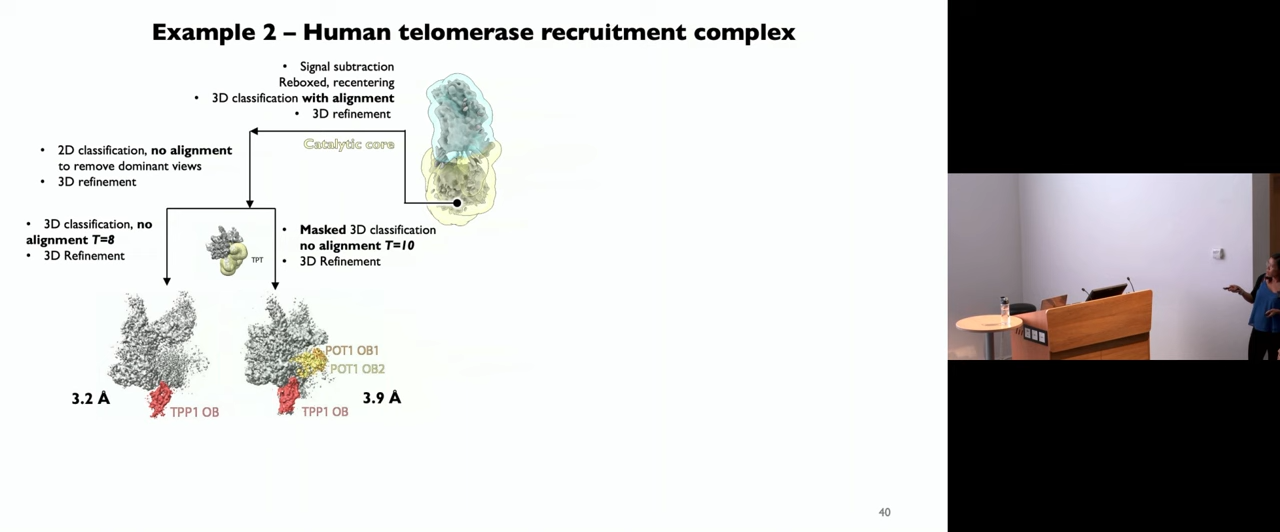 Example 2 – Human telomerase recruitment complex
• Signal subtraction
Reboxed, recentering
• 3D classification with alignment
• 3D refinement
Catalytic core
• 2D classification, no alignment
to remove dominant views
• 3D refinement
• 3D classification, no
alignment T=8
• 3D Refinement
TPT
• Masked 3D classification
no alignment T=10
• 3D Refinement
POT1 OB1
POT1 OB2
3.2 Å
TPP1 OB
TPP1 OB
3.9 Å
40